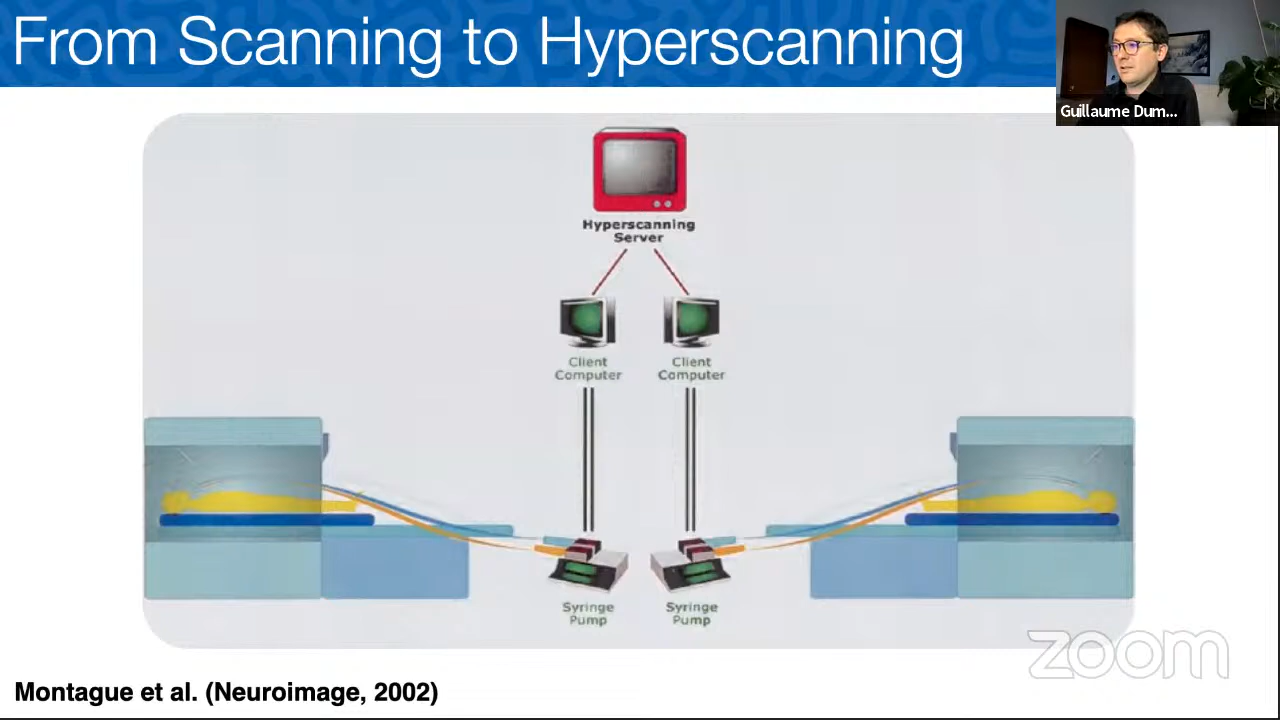 From Scanning to Hyperscanning
Guillaume Dum...
Hyperscanning
Server
Client
Computer
Client
Computer
Syringe
Pump
Syringe
Pump
zoom
Montague et al. (Neuroimage, 2002)